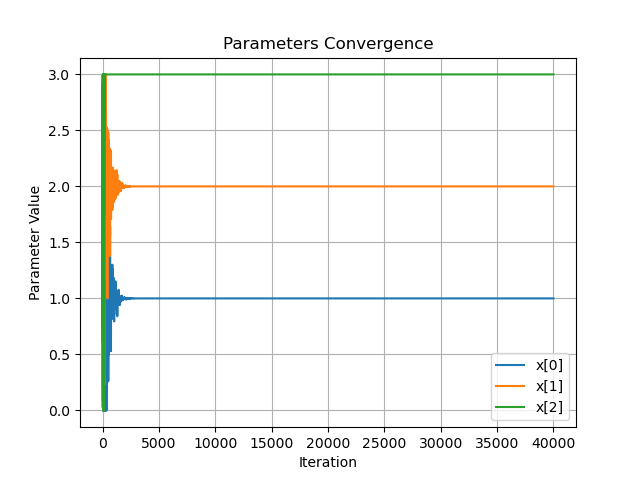 Parameters Convergence
Parameter Value
3.0
2.5
2.0
1.5
1.0
0.5
0.0
x[0]
x[1]
x[2]
0 5000 10000 15000 20000 25000 30000 35000 40000
Iteration